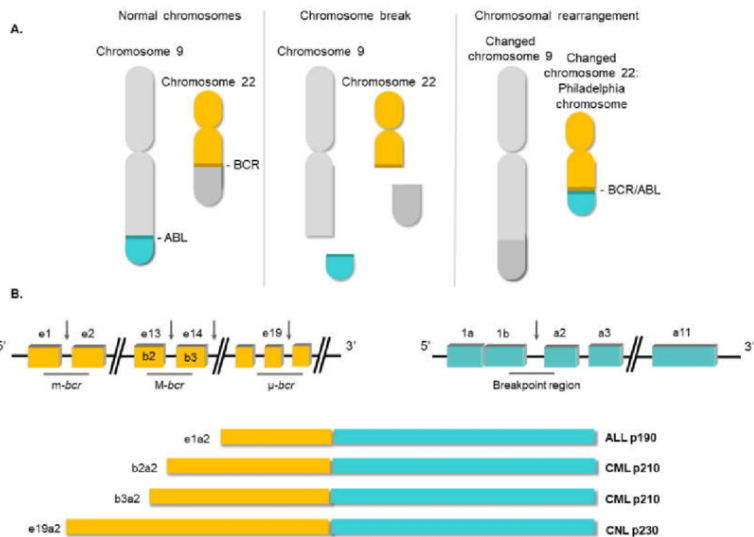 A.
Normal chromosomes
Chromosome break
Chromosomal rearrangement
Chromosome 9
Chromosome 22
- BCR
- ABL
Chromosome 9
Chromosome 22
Changed
chromosome 9
Changed
chromosome 22:
Philadelphia
chromosome
- BCR/ABL
B.
5'
e1
e2
e13
e14
e19
3'
b2
b3
m-bcr
M-bcr
μ-bcr
5'
1a
1b
a2
a3
a11
3'
Breakpoint region
e1a2
ALL p190
b2a2
CML p210
b3a2
CML p210
e19a2
CNL p230